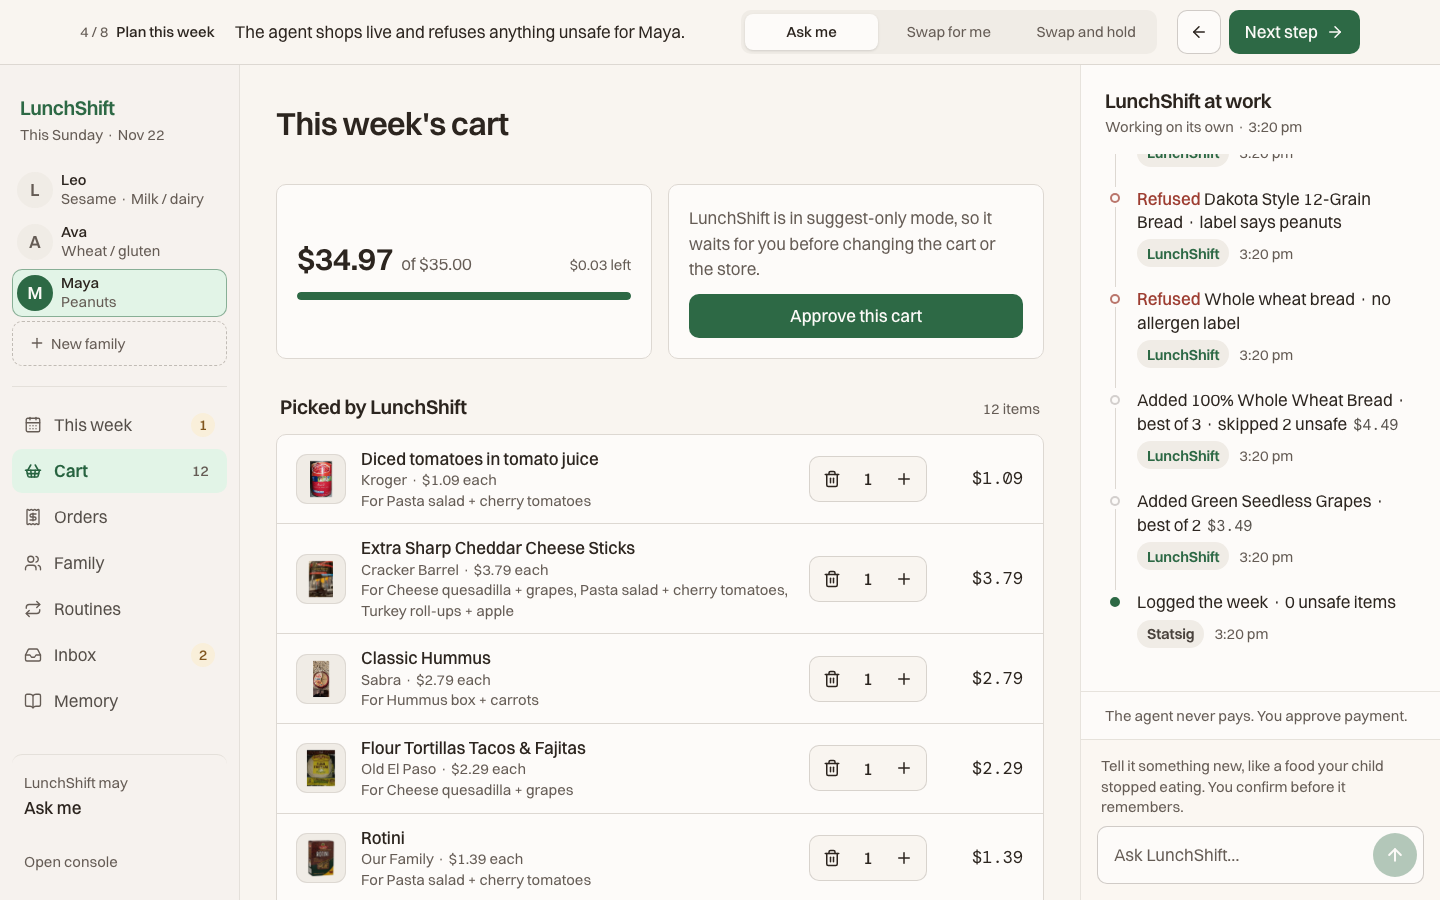 4 / 8 Plan this week The agent shops live and refuses anything unsafe for Maya. Ask me Swap for me Swap and hold Next step
LunchShift
This Sunday · Nov 22
L Leo
Sesame · Milk / dairy
A Ava
Wheat / gluten
M Maya
Peanuts
New family
This week 1
Cart 12
Orders
Family
Routines
Inbox 2
Memory
LunchShift may
Ask me
Open console
This week's cart
$34.97 of $35.00 $0.03 left
LunchShift is in suggest-only mode, so it
waits for you before changing the cart or
the store.
Approve this cart
Picked by LunchShift 12 items
Diced tomatoes in tomato juice
Kroger · $1.09 each
For Pasta salad + cherry tomatoes
1 $1.09
Extra Sharp Cheddar Cheese Sticks
Cracker Barrel · $3.79 each
For Cheese quesadilla + grapes, Pasta salad + cherry tomatoes,
Turkey roll-ups + apple
1 $3.79
Classic Hummus
Sabra · $2.79 each
For Hummus box + carrots
1 $2.79
Flour Tortillas Tacos & Fajitas
Old El Paso · $2.29 each
For Cheese quesadilla + grapes
1 $2.29
Rotini
Our Family · $1.39 each
For Pasta salad + cherry tomatoes
1 $1.39
LunchShift at work
Working on its own · 3:20 pm
LunchShift 3:20 pm
Refused Dakota Style 12-Grain
Bread · label says peanuts
LunchShift 3:20 pm
Refused Whole wheat bread · no
allergen label
LunchShift 3:20 pm
Added 100% Whole Wheat Bread ·
best of 3 · skipped 2 unsafe $4.49
LunchShift 3:20 pm
Added Green Seedless Grapes ·
best of 2 $3.49
LunchShift 3:20 pm
Logged the week · 0 unsafe items
Statsig 3:20 pm
The agent never pays. You approve payment.
Tell it something new, like a food your child
stopped eating. You confirm before it
remembers.
Ask LunchShift...